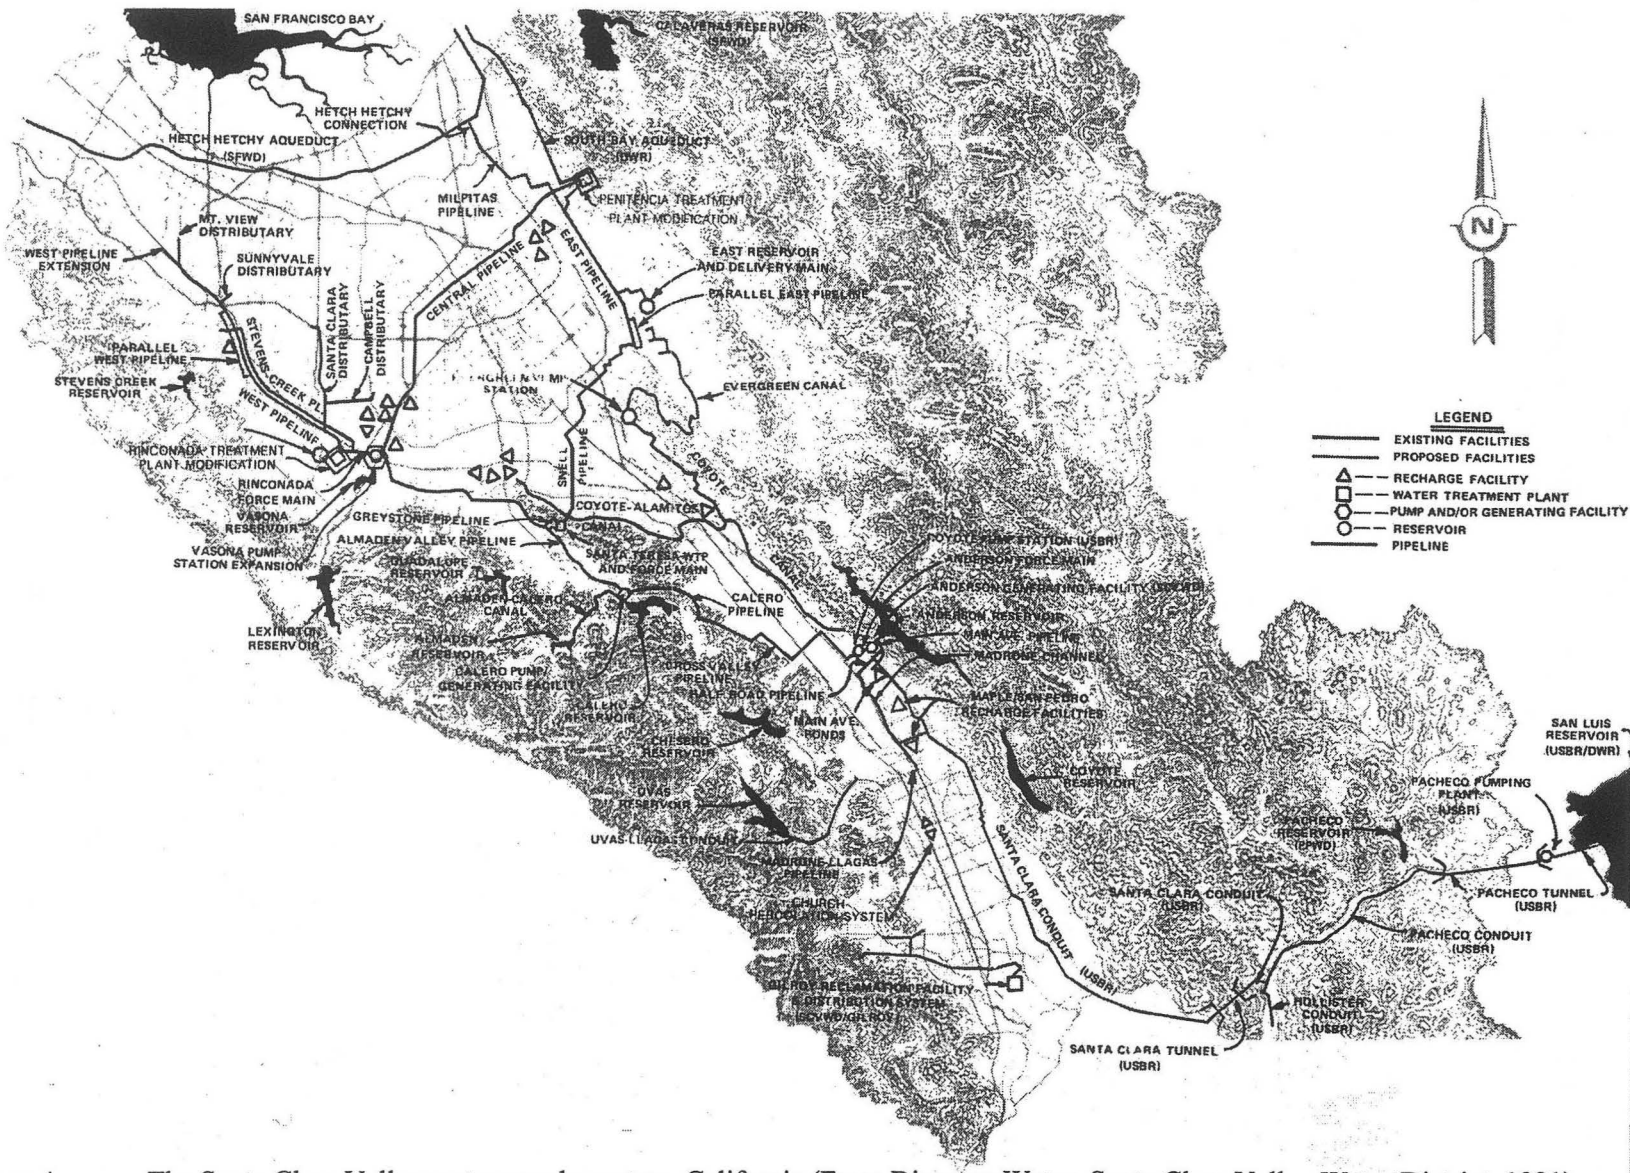 SAN FRANCISCO BAY
CALAVERAS RESERVOIR
(SFWD)
HETCH HETCHY
CONNECTION
HETCH HETCHY AQUEDUCT
(SFWD)
SOUTH BAY AQUEDUCT
(DWR)
MILPITAS
PIPELINE
PENITENCIA TREATMENT
PLANT MODIFICATION
MT. VIEW
DISTRIBUTARY
WEST PIPELINE
EXTENSION
SUNNYVALE
DISTRIBUTARY
CENTRAL PIPELINE
EAST PIPELINE
EAST RESERVOIR
AND DELIVERY MAIN
PARALLEL EAST PIPELINE
SANTA CLARA
DISTRIBUTARY
CAMPBELL
DISTRIBUTARY
PARALLEL
WEST PIPELINE
STEVENS CREEK PL.
STEVENS CREEK
RESERVOIR
WEST PIPELINE
STATION
EVERGREEN CANAL
RINCONADA TREATMENT
PLANT MODIFICATION
RINCONADA
FORCE MAIN
VASONA
RESERVOIR
VASONA PUMP
STATION EXPANSION
SNELL
PIPELINE
COYOTE
CANAL
GREYSTONE PIPELINE
COYOTE-ALAMITOS
CANAL
ALMADEN VALLEY PIPELINE
SANTA TERESA WTP
AND FORCE MAIN
GUADALUPE
RESERVOIR
ALMADEN-CALERO
CANAL
CALERO
PIPELINE
LEXINGTON
RESERVOIR
ALMADEN
RESERVOIR
CALERO PUMP/
GENERATING FACILITY
CALERO
RESERVOIR
CROSS VALLEY
PIPELINE
HALF ROAD PIPELINE
COYOTE PUMP STATION (USBR)
ANDERSON FORCE MAIN
ANDERSON GENERATING FACILITY
ANDERSON RESERVOIR
MAIN AVE. PIPELINE
MADRONE CHANNEL
MAPLE/SAN PEDRO
RECHARGE FACILITIES
MAIN AVE.
PONDS
CHESBRO
RESERVOIR
UVAS
RESERVOIR
UVAS-LLAGAS CONDUIT
COYOTE
RESERVOIR
MADRONE-LLAGAS
PIPELINE
CHURCH
PERCOLATION SYSTEM
SANTA CLARA CONDUIT
(USBR)
GILROY RECLAMATION FACILITY
& DISTRIBUTION SYSTEM
(SCVWD/GILROY)
SAN LUIS
RESERVOIR
(USBR/DWR)
PACHECO PUMPING
PLANT
(USBR)
PACHECO
RESERVOIR
(PPWD)
SANTA CLARA CONDUIT
(USBR)
PACHECO TUNNEL
(USBR)
PACHECO CONDUIT
(USBR)
HOLLISTER
CONDUIT
(USBR)
SANTA CLARA TUNNEL
(USBR)
N
LEGEND
EXISTING FACILITIES
PROPOSED FACILITIES
RECHARGE FACILITY
WATER TREATMENT PLANT
PUMP AND/OR GENERATING FACILITY
RESERVOIR
PIPELINE